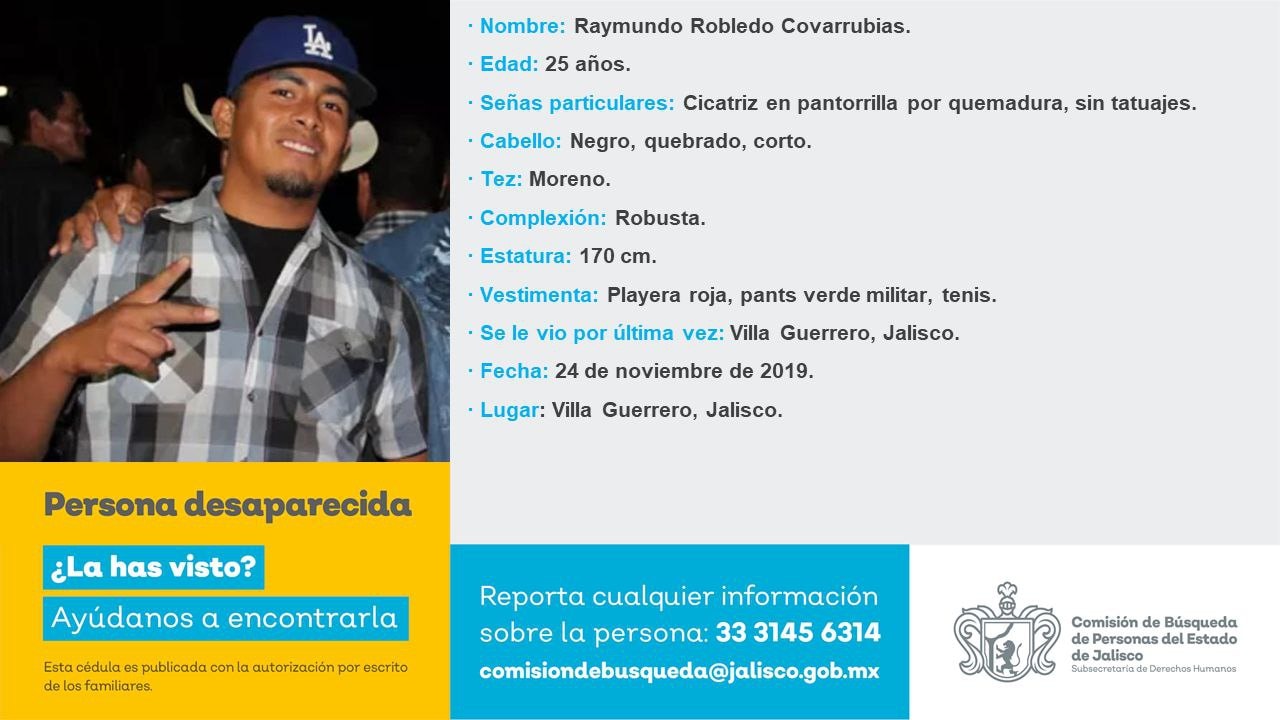 LA
· Nombre: Raymundo Robledo Covarrubias.
· Edad: 25 años.
· Señas particulares: Cicatriz en pantorrilla por quemadura, sin tatuajes.
· Cabello: Negro, quebrado, corto.
· Tez: Moreno.
· Complexión: Robusta.
· Estatura: 170 cm.
· Vestimenta: Playera roja, pants verde militar, tenis.
· Se le vio por última vez: Villa Guerrero, Jalisco.
· Fecha: 24 de noviembre de 2019.
· Lugar: Villa Guerrero, Jalisco.
Persona desaparecida
¿La has visto?
Ayúdanos a encontrarla
Esta cédula es publicada con la autorización por escrito
de los familiares.
Reporta cualquier información
sobre la persona: 33 3145 6314
comisiondebusqueda@jalisco.gob.mx
Comisión de Búsqueda
de Personas del Estado
de Jalisco
Subsecretaría de Derechos Humanos